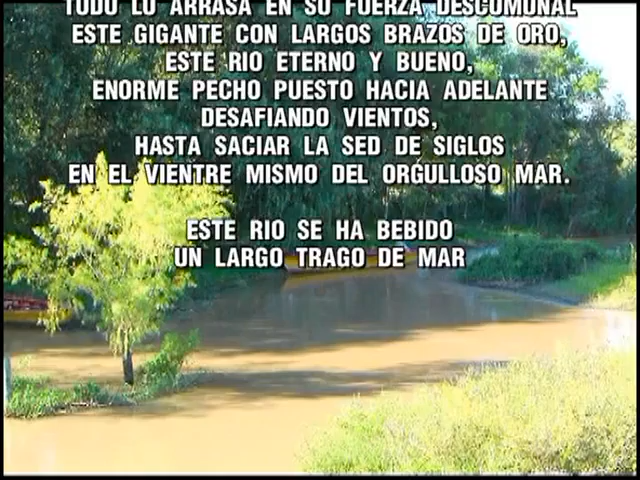 TODO LO ARRASA EN SU FUERZA DESCOMUNAL
ESTE GIGANTE CON LARGOS BRAZOS DE ORO,
ESTE RIO ETERNO Y BUENO,
ENORME PECHO PUESTO HACIA ADELANTE
DESAFIANDO VIENTOS,
HASTA SACIAR LA SED DE SIGLOS
EN EL VIENTRE MISMO DEL ORGULLOSO MAR.
ESTE RIO SE HA BEBIDO
UN LARGO TRAGO DE MAR